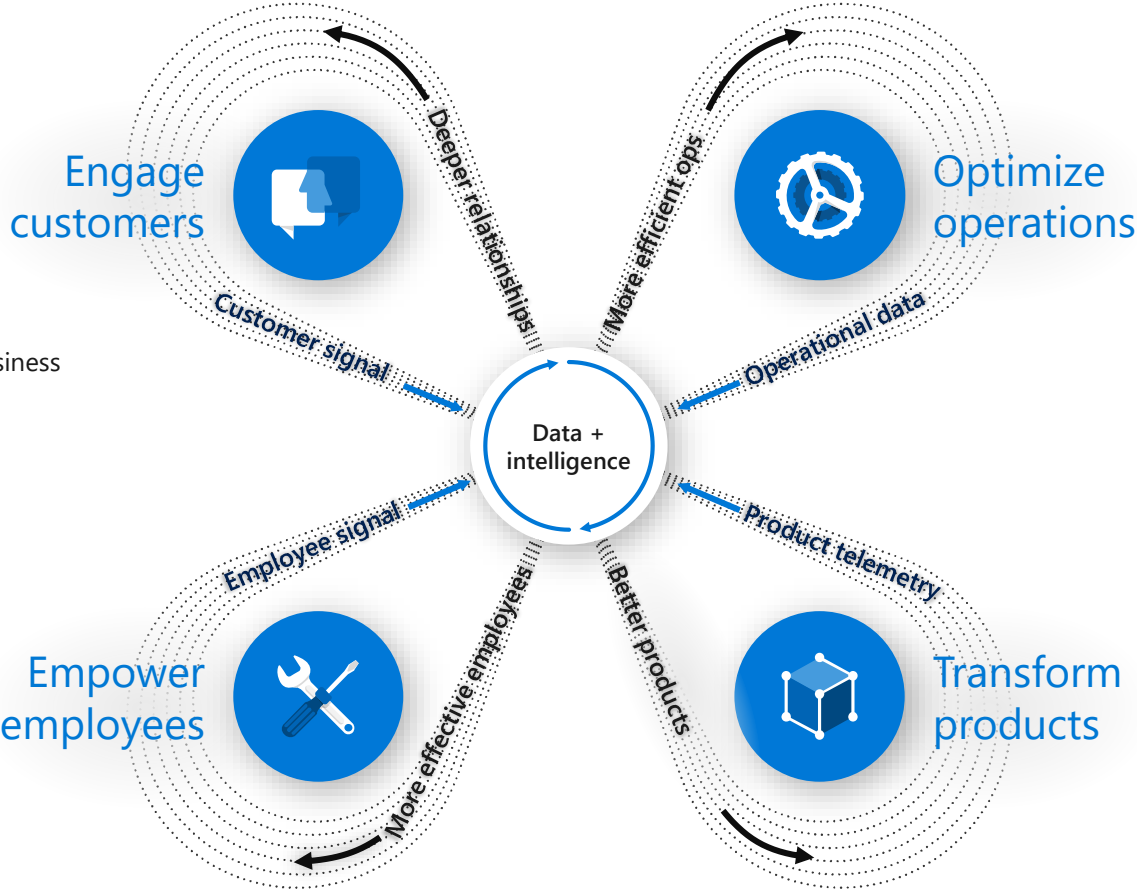 Engage
customers
Deeper relationships
Customer signal
More efficient ops
Optimize
operations
Operational data
Data +
intelligence
Employee signal
Empower
employees
More effective employees
Product telemetry
Better products
Transform
products